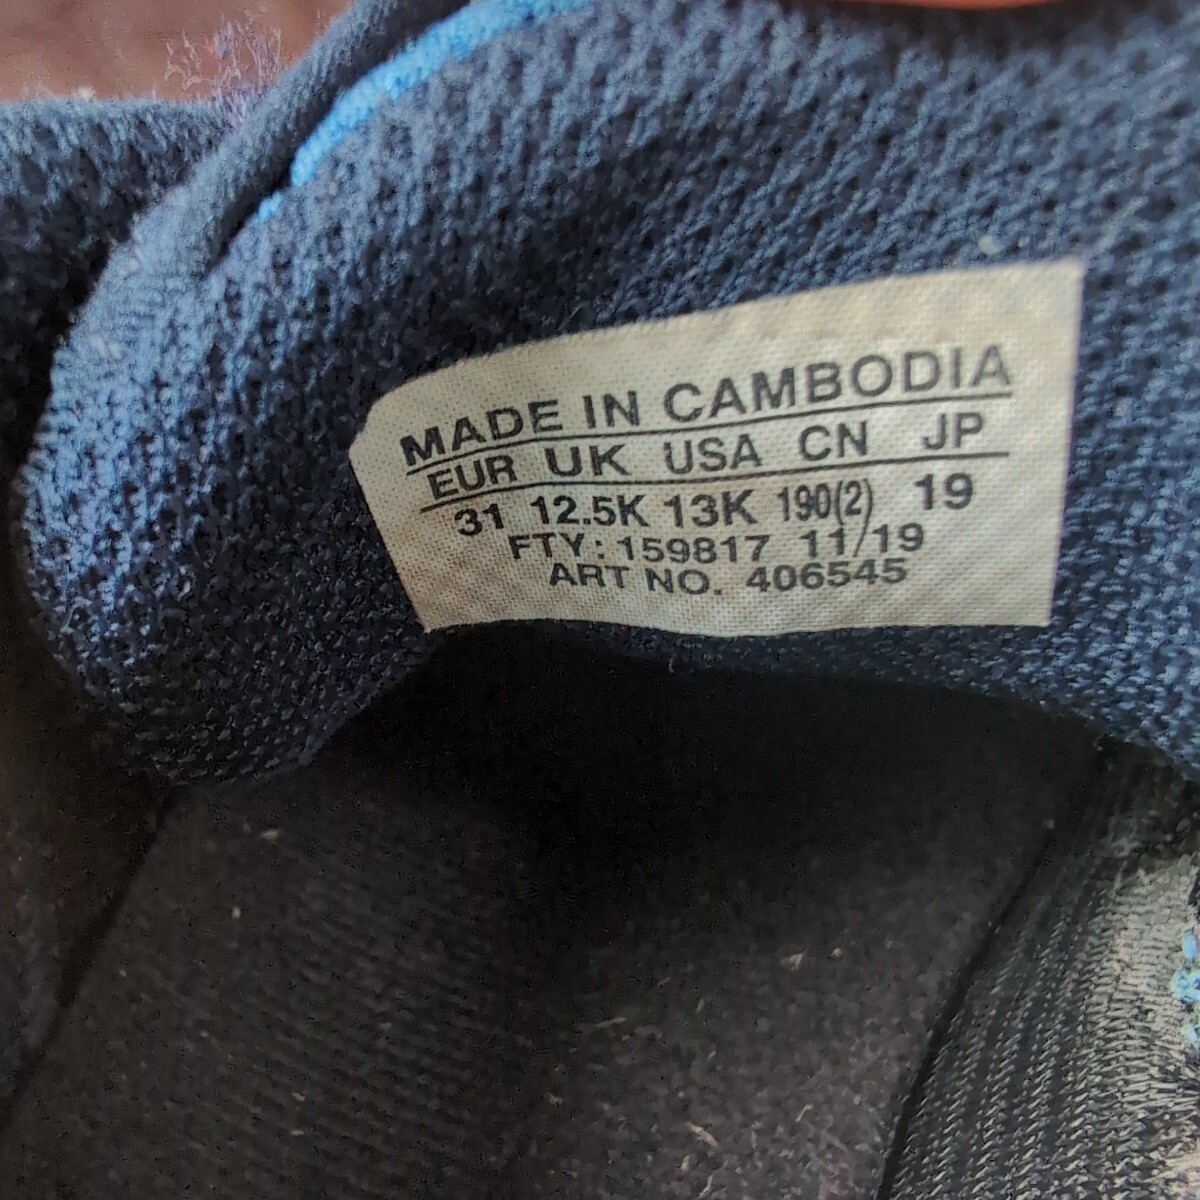 MADE IN CAMBODIA
EUR UK USA CN JP
31 12.5K 13K 190(2) 19
FTY: 159817 11/19
ART NO. 406545